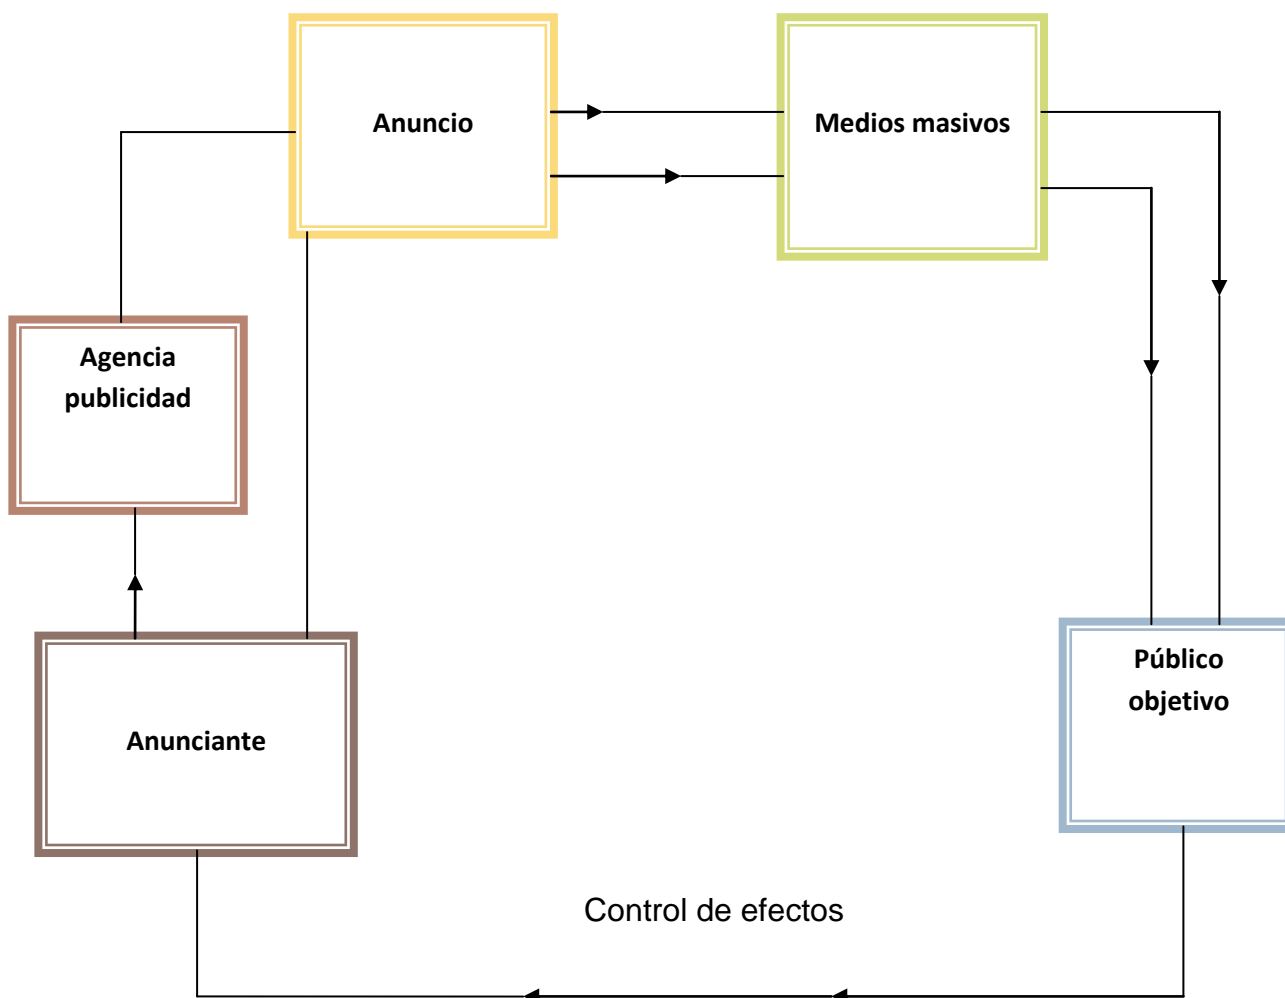 Anuncio
Medios masivos
Agencia
publicidad
Público
objetivo
Anunciante
Control de efectos